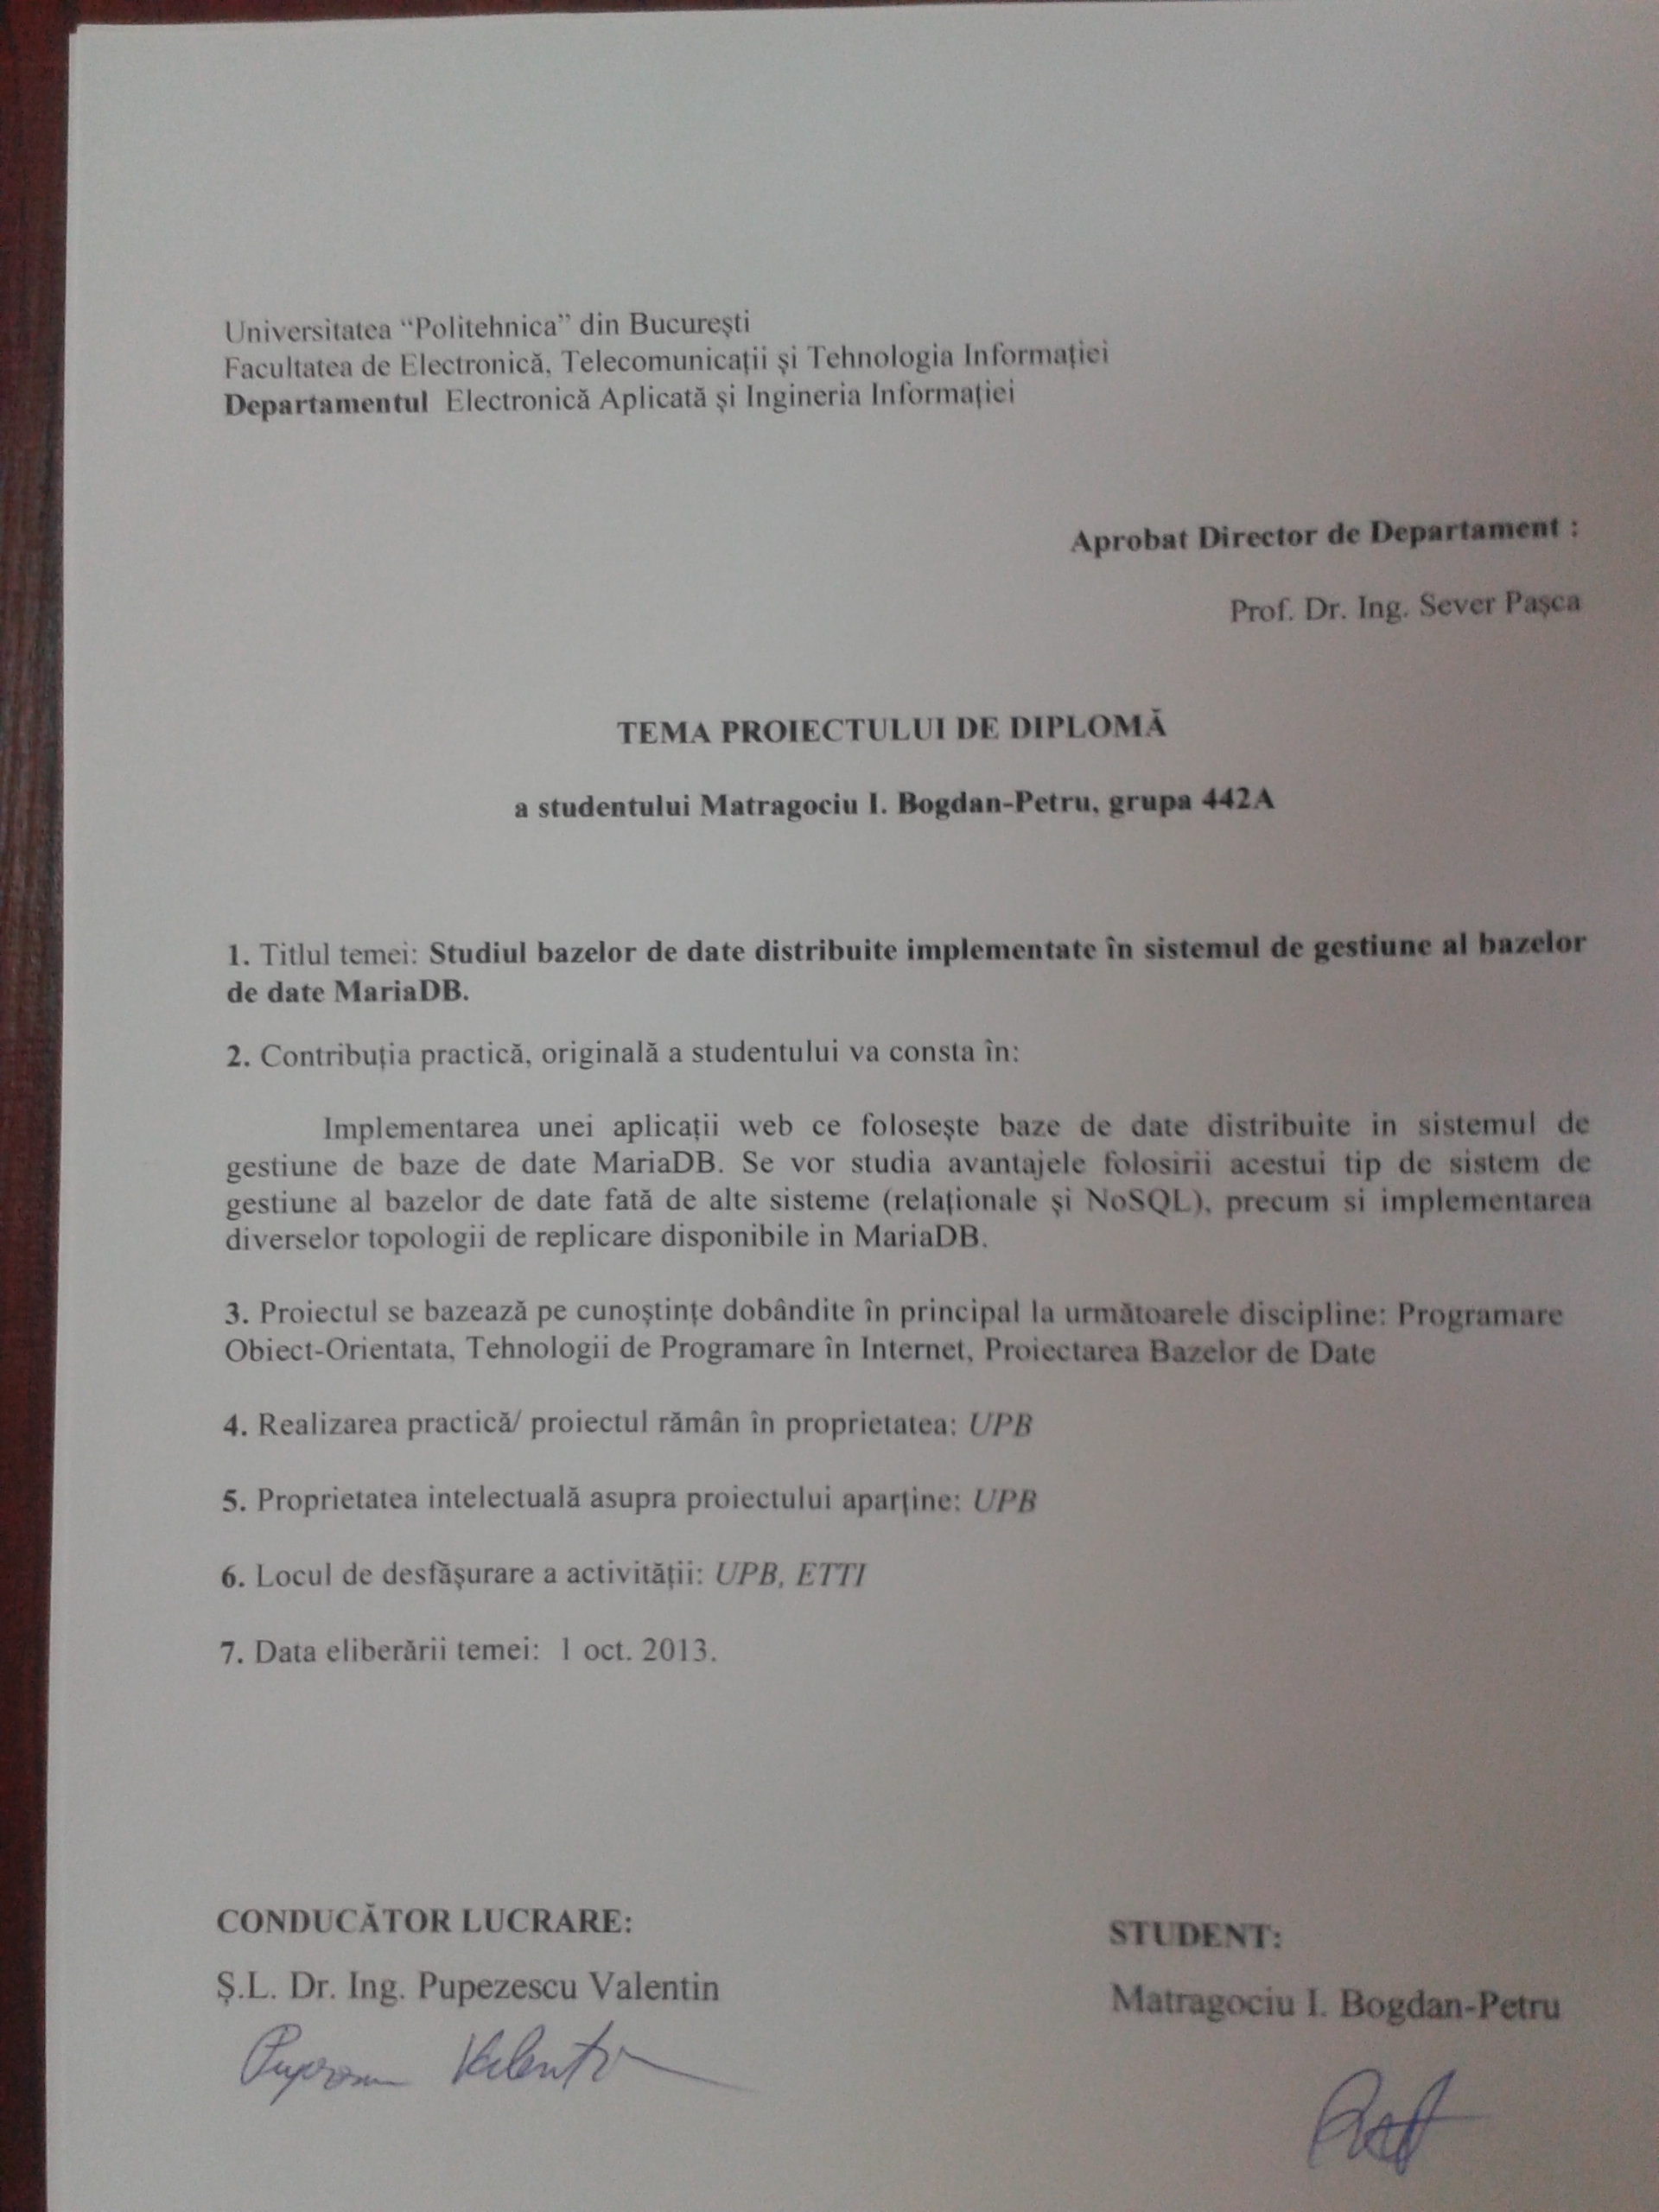 Universitatea “Politehnica” din București
Facultatea de Electronică, Telecomunicații și Tehnologia Informației
Departamentul Electronică Aplicată și Ingineria Informației
Aprobat Director de Departament :
Prof. Dr. Ing. Sever Pașca
TEMA PROIECTULUI DE DIPLOMĂ
a studentului Matragociu I. Bogdan-Petru, grupa 442A
1. Titlul temei: Studiul bazelor de date distribuite implementate în sistemul de gestiune al bazelor
de date MariaDB.
2. Contribuția practică, originală a studentului va consta în:
Implementarea unei aplicații web ce folosește baze de date distribuite in sistemul de
gestiune de baze de date MariaDB. Se vor studia avantajele folosirii acestui tip de sistem de
gestiune al bazelor de date fată de alte sisteme (relaționale și NoSQL), precum si implementarea
diverselor topologii de replicare disponibile in MariaDB.
3. Proiectul se bazează pe cunoștințe dobândite în principal la următoarele discipline: Programare
Obiect-Orientata, Tehnologii de Programare în Internet, Proiectarea Bazelor de Date
4. Realizarea practică/ proiectul rămân în proprietatea: UPB
5. Proprietatea intelectuală asupra proiectului aparține: UPB
6. Locul de desfășurare a activității: UPB, ETTI
7. Data eliberării temei: 1 oct. 2013.
CONDUCĂTOR LUCRARE:
Ș.L. Dr. Ing. Pupezescu Valentin
STUDENT:
Matragociu I. Bogdan-Petru